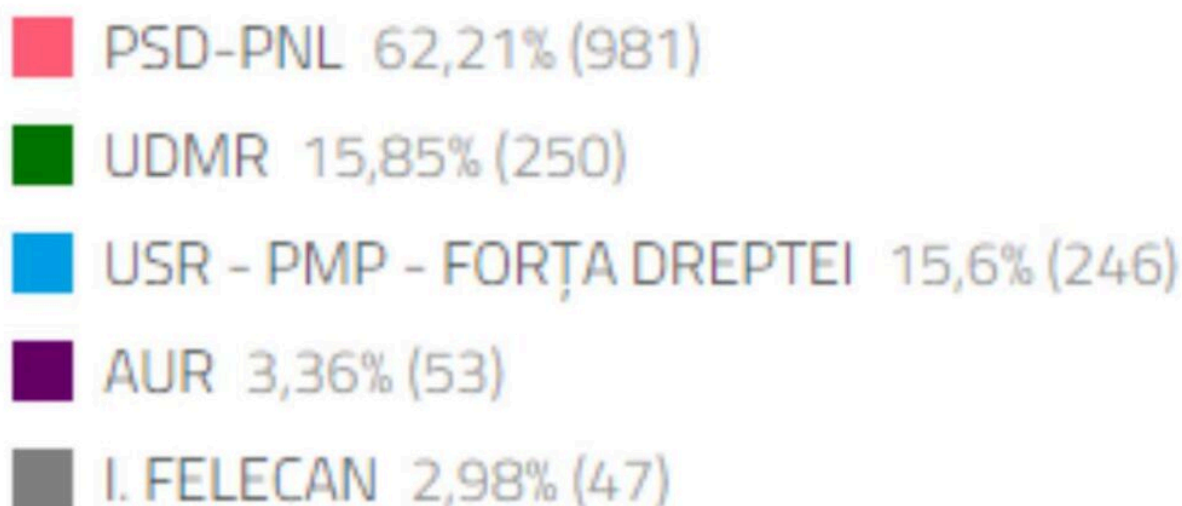 PSD-PNL 62,21% (981)
UDMR 15,85% (250)
USR - PMP - FORȚA DREPTEI 15,6% (246)
AUR 3,36% (53)
I. FELECAN 2,98% (47)